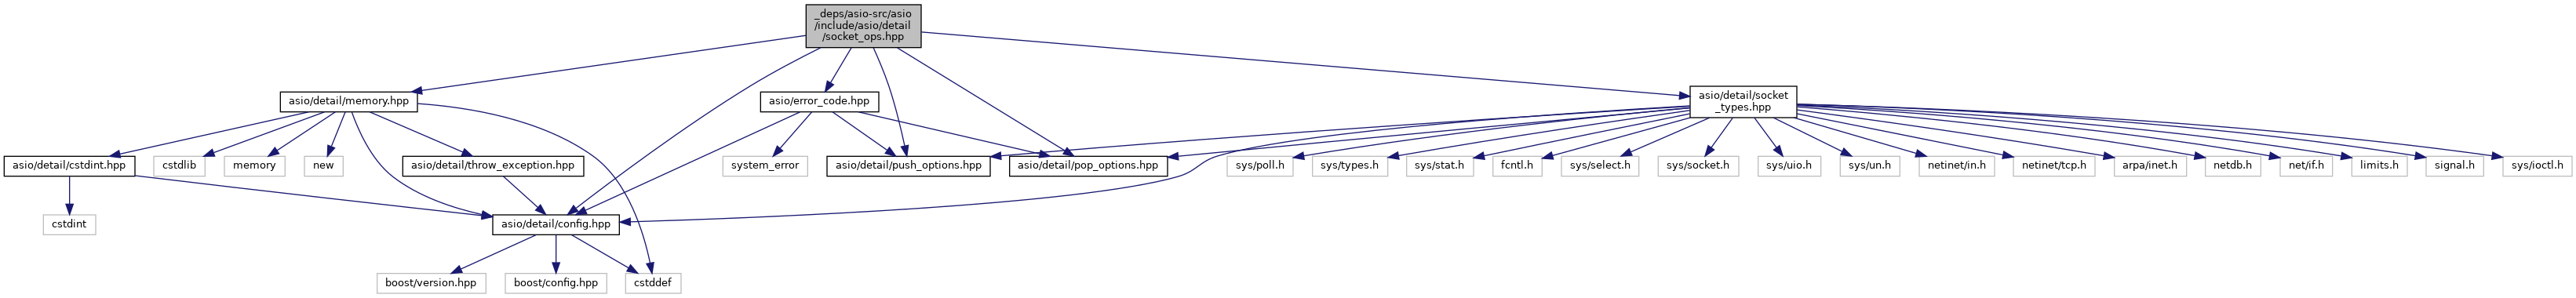 _deps/asio-src/asio
/include/asio/detail
/socket_ops.hpp
asio/detail/memory.hpp
asio/error_code.hpp
asio/detail/socket
_types.hpp
asio/detail/cstdint.hpp
cstdlib
memory
new
asio/detail/throw_exception.hpp
system_error
asio/detail/push_options.hpp
asio/detail/pop_options.hpp
sys/poll.h
sys/types.h
sys/stat.h
fcntl.h
sys/select.h
sys/socket.h
sys/uio.h
sys/un.h
netinet/in.h
netinet/tcp.h
arpa/inet.h
netdb.h
net/if.h
limits.h
signal.h
sys/ioctl.h
cstdint
asio/detail/config.hpp
boost/version.hpp
boost/config.hpp
cstddef